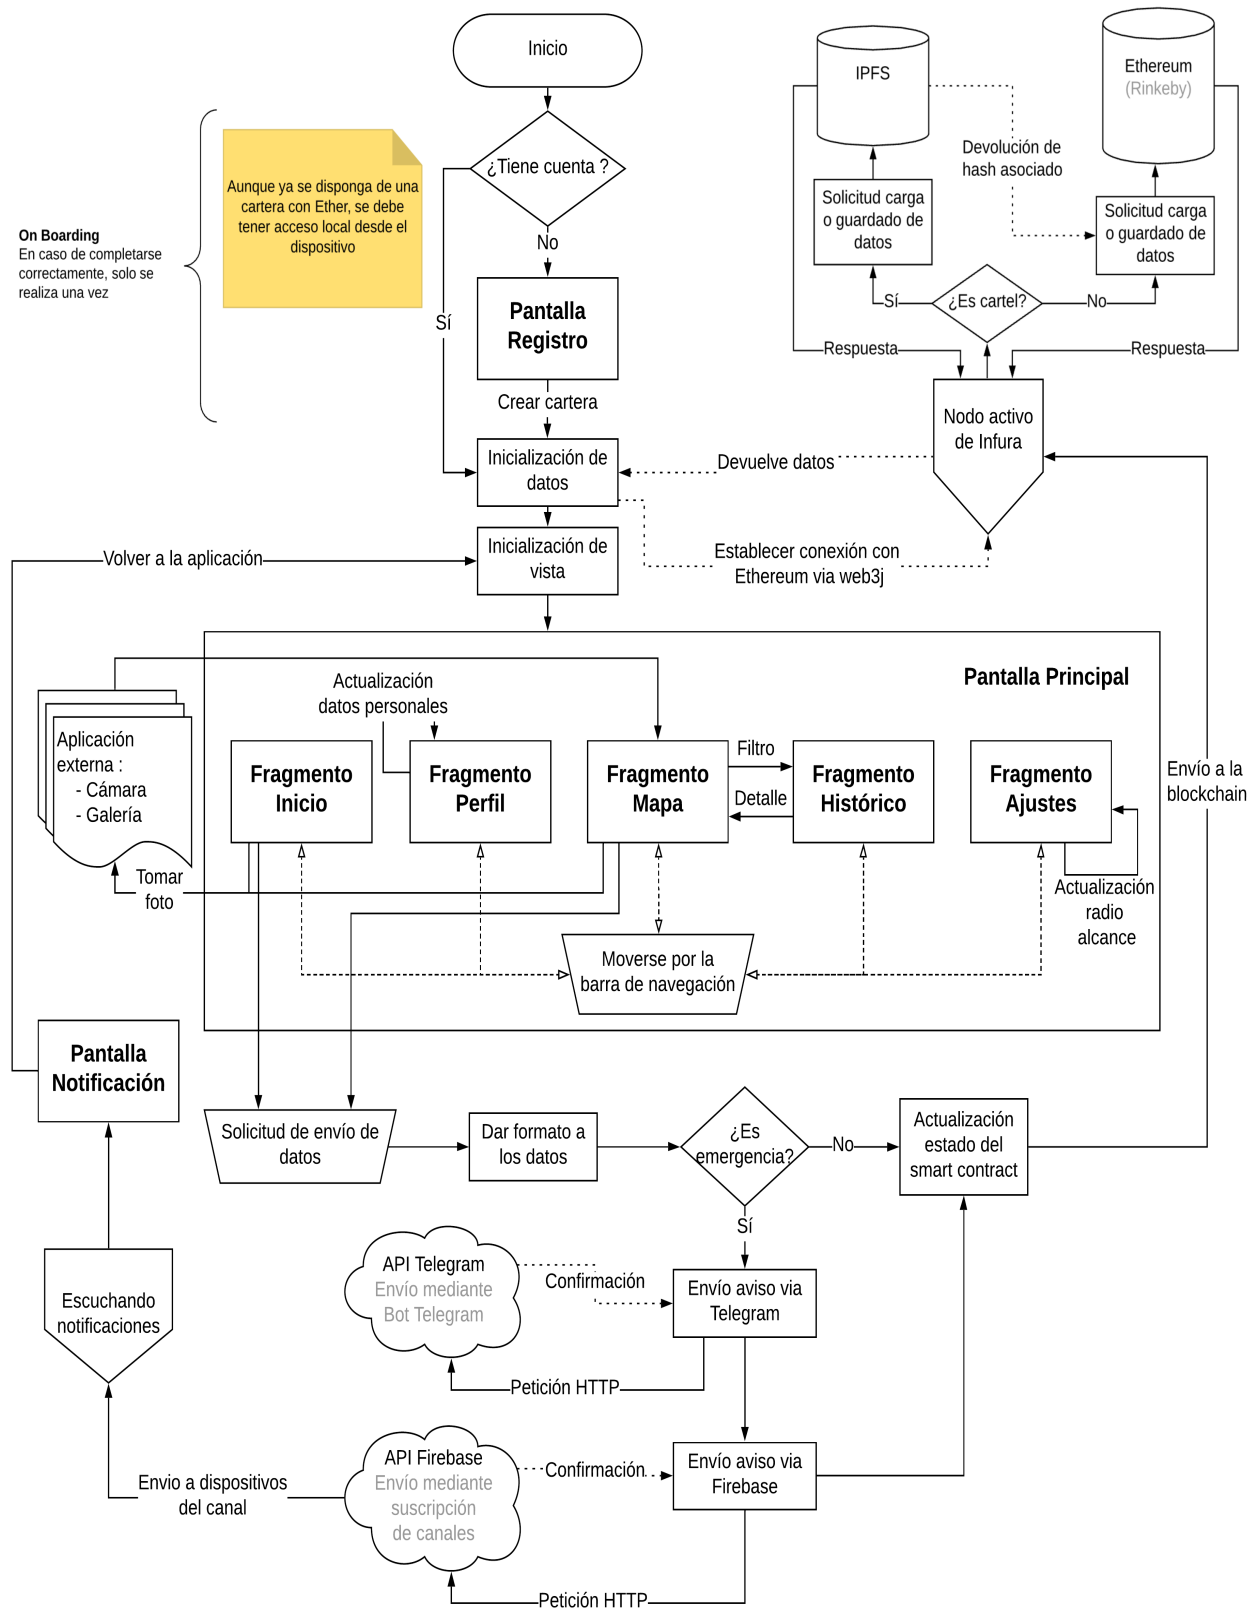 Inicio
¿Tiene cuenta ?
Sí
No
On Boarding
En caso de completarse
correctamente, solo se
realiza una vez
Aunque ya se disponga de una
cartera con Ether, se debe
tener acceso local desde el
dispositivo
Pantalla
Registro
Crear cartera
Inicialización de
datos
Inicialización de
vista
Volver a la aplicación
IPFS
Ethereum
(Rinkeby)
Devolución de
hash asociado
Solicitud carga
o guardado de
datos
Solicitud carga
o guardado de
datos
¿Es cartel?
Sí
No
Respuesta
Respuesta
Nodo activo
de Infura
Devuelve datos
Establecer conexión con
Ethereum via web3j
Pantalla Principal
Actualización
datos personales
Aplicación
externa :
- Cámara
- Galería
Fragmento
Inicio
Fragmento
Perfil
Fragmento
Mapa
Filtro
Detalle
Fragmento
Histórico
Fragmento
Ajustes
Envío a la
blockchain
Tomar
foto
Actualización
radio
alcance
Moverse por la
barra de navegación
Pantalla
Notificación
Solicitud de envío de
datos
Dar formato a
los datos
¿Es
emergencia?
No
Sí
Actualización
estado del
smart contract
API Telegram
Envío mediante
Bot Telegram
Confirmación
Envío aviso via
Telegram
Petición HTTP
Escuchando
notificaciones
API Firebase
Envío mediante
suscripción
de canales
Confirmación
Envío aviso via
Firebase
Envio a dispositivos
del canal
Petición HTTP